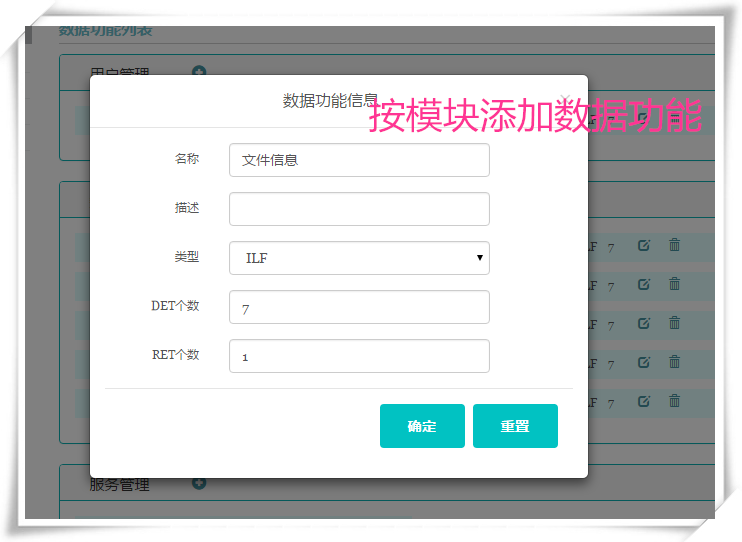 数据功能列表
用户管理
数据功能信息
×
按模块添加数据功能
名称 文件信息
描述
类型 ILF
LF 7
LF 7
DET个数 7
LF 7
RET个数 1
LF 7
LF 7
确定 重置
服务管理